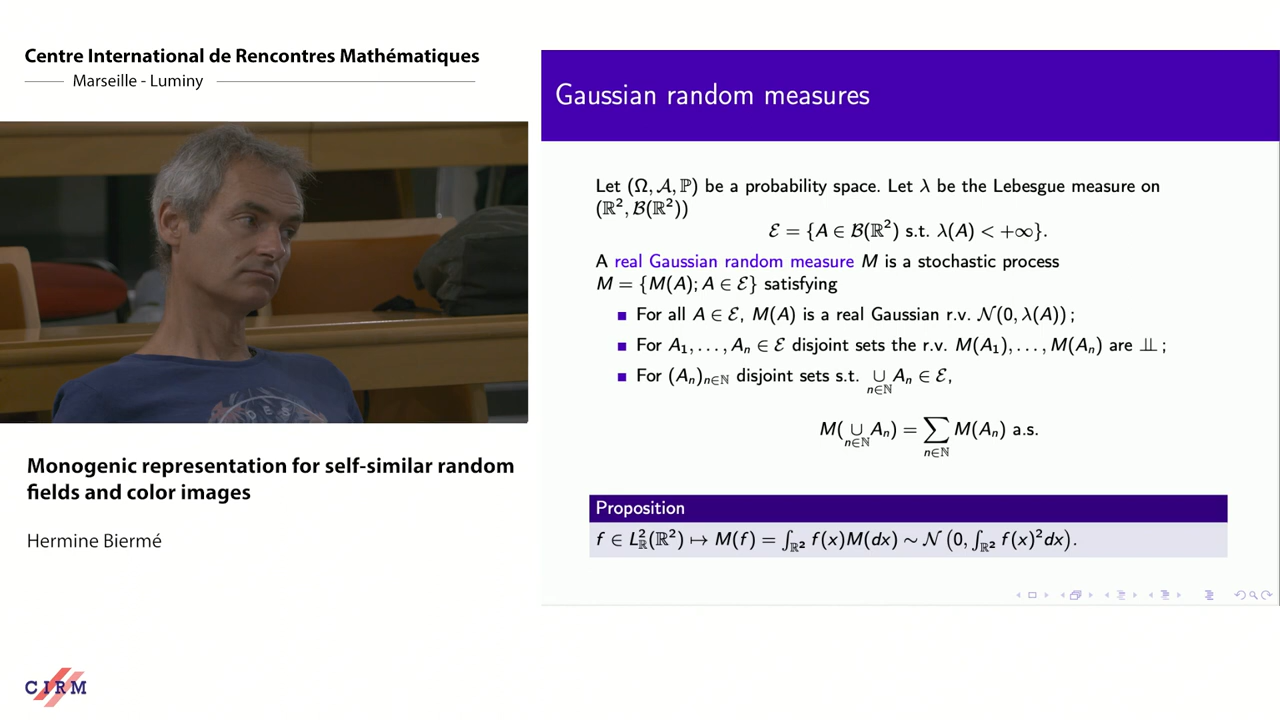 Centre International de Rencontres Mathématiques
Marseille - Luminy
Monogenic representation for self-similar random
fields and color images
Hermine Biermé
CIRM
Gaussian random measures
Let (Ω, 𝒜, ℙ) be a probability space. Let λ be the Lebesgue measure on
(ℝ², ℬ(ℝ²))
ℰ = {A ∈ ℬ(ℝ²) s.t. λ(A) < +∞}.
A real Gaussian random measure M is a stochastic process
M = {M(A); A ∈ ℰ} satisfying
■ For all A ∈ ℰ, M(A) is a real Gaussian r.v. 𝒩(0, λ(A)) ;
■ For A₁, . . . , Aₙ ∈ ℰ disjoint sets the r.v. M(A₁), . . . , M(Aₙ) are ⫫ ;
■ For (Aₙ)ₙ∈ℕ disjoint sets s.t. ∪ₙ∈ℕ Aₙ ∈ ℰ,
M(∪ₙ∈ℕ Aₙ) = ∑ₙ∈ℕ M(Aₙ) a.s.
Proposition
f ∈ L²_ℝ(ℝ²) ↦ M(f) = ∫_ℝ² f(x)M(dx) ∼ 𝒩 (0, ∫_ℝ² f(x)²dx).